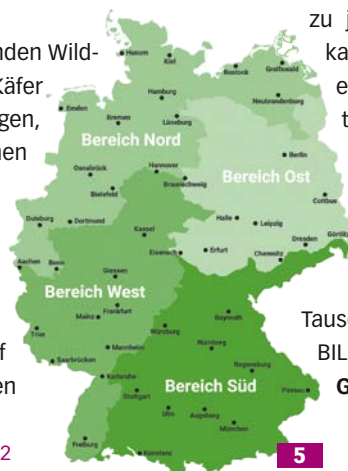 zu j
nden Wild-
ka
Käfer
e
gen,
t
nen
Husum
Kiel
Rostock
Greifswald
Hamburg
Neubrandenburg
Emden
Bremen
Lüneburg
Bereich Nord
Berlin
Osnabrück
Hannover
Braunschweig
Bereich Ost
Bielefeld
Cottbus
Duisburg
Dortmund
Halle
Leipzig
Kassel
Görlitz
Dresden
Eisenach
Erfurt
Chemnitz
Aachen
Bonn
Giessen
Bereich West
Frankfurt
Mainz
Bayreuth
Tause
Trier
Würzburg
Mannheim
Nürnberg
BIL
f
Saarbrücken
Regensburg
en
Karlsruhe
Bereich Süd
Passau
G
Stuttgart
Ulm
Augsburg
München
Freiburg
Konstanz
2
5